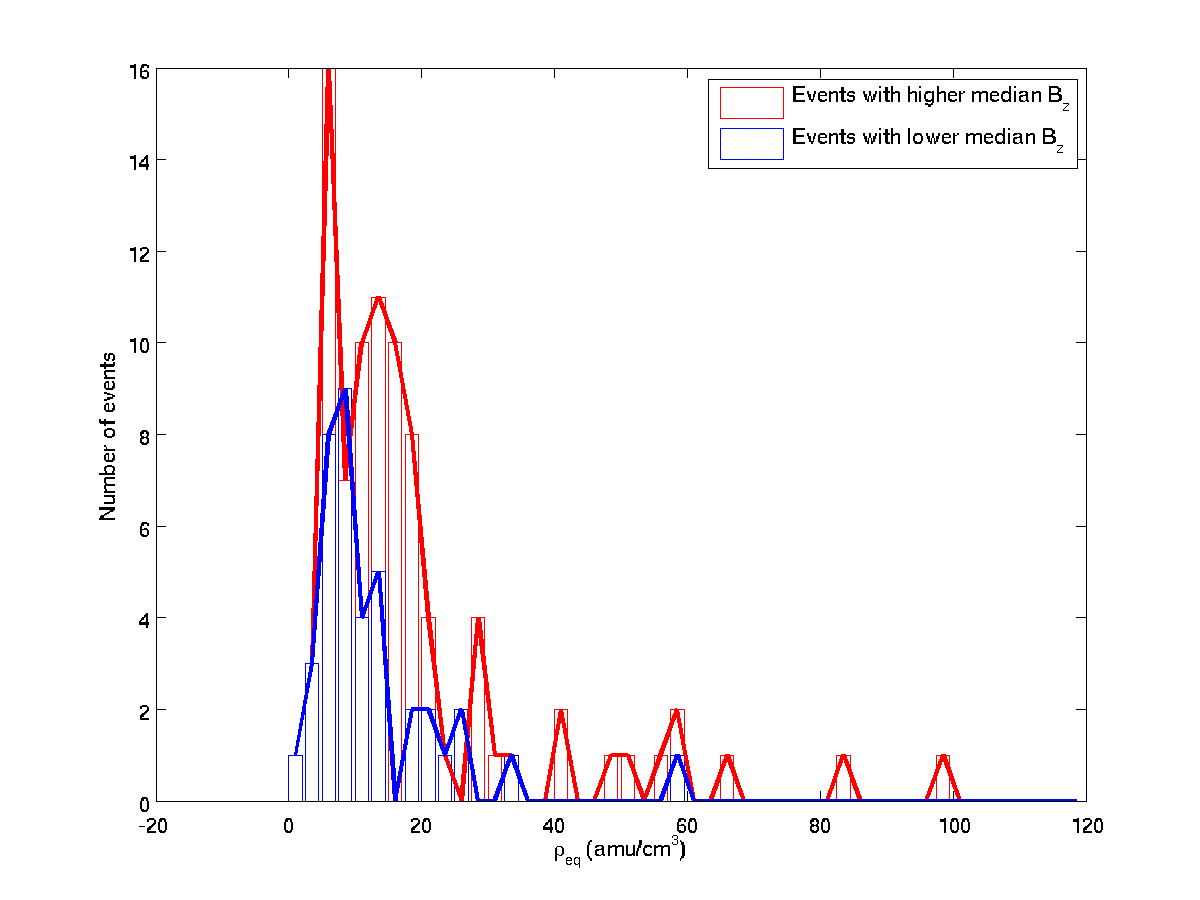 Events with higher median Bz
Events with lower median Bz
16
14
12
10
8
6
4
2
0
Number of events
-20 0 20 40 60 80 100 120
ρeq (amu/cm3)